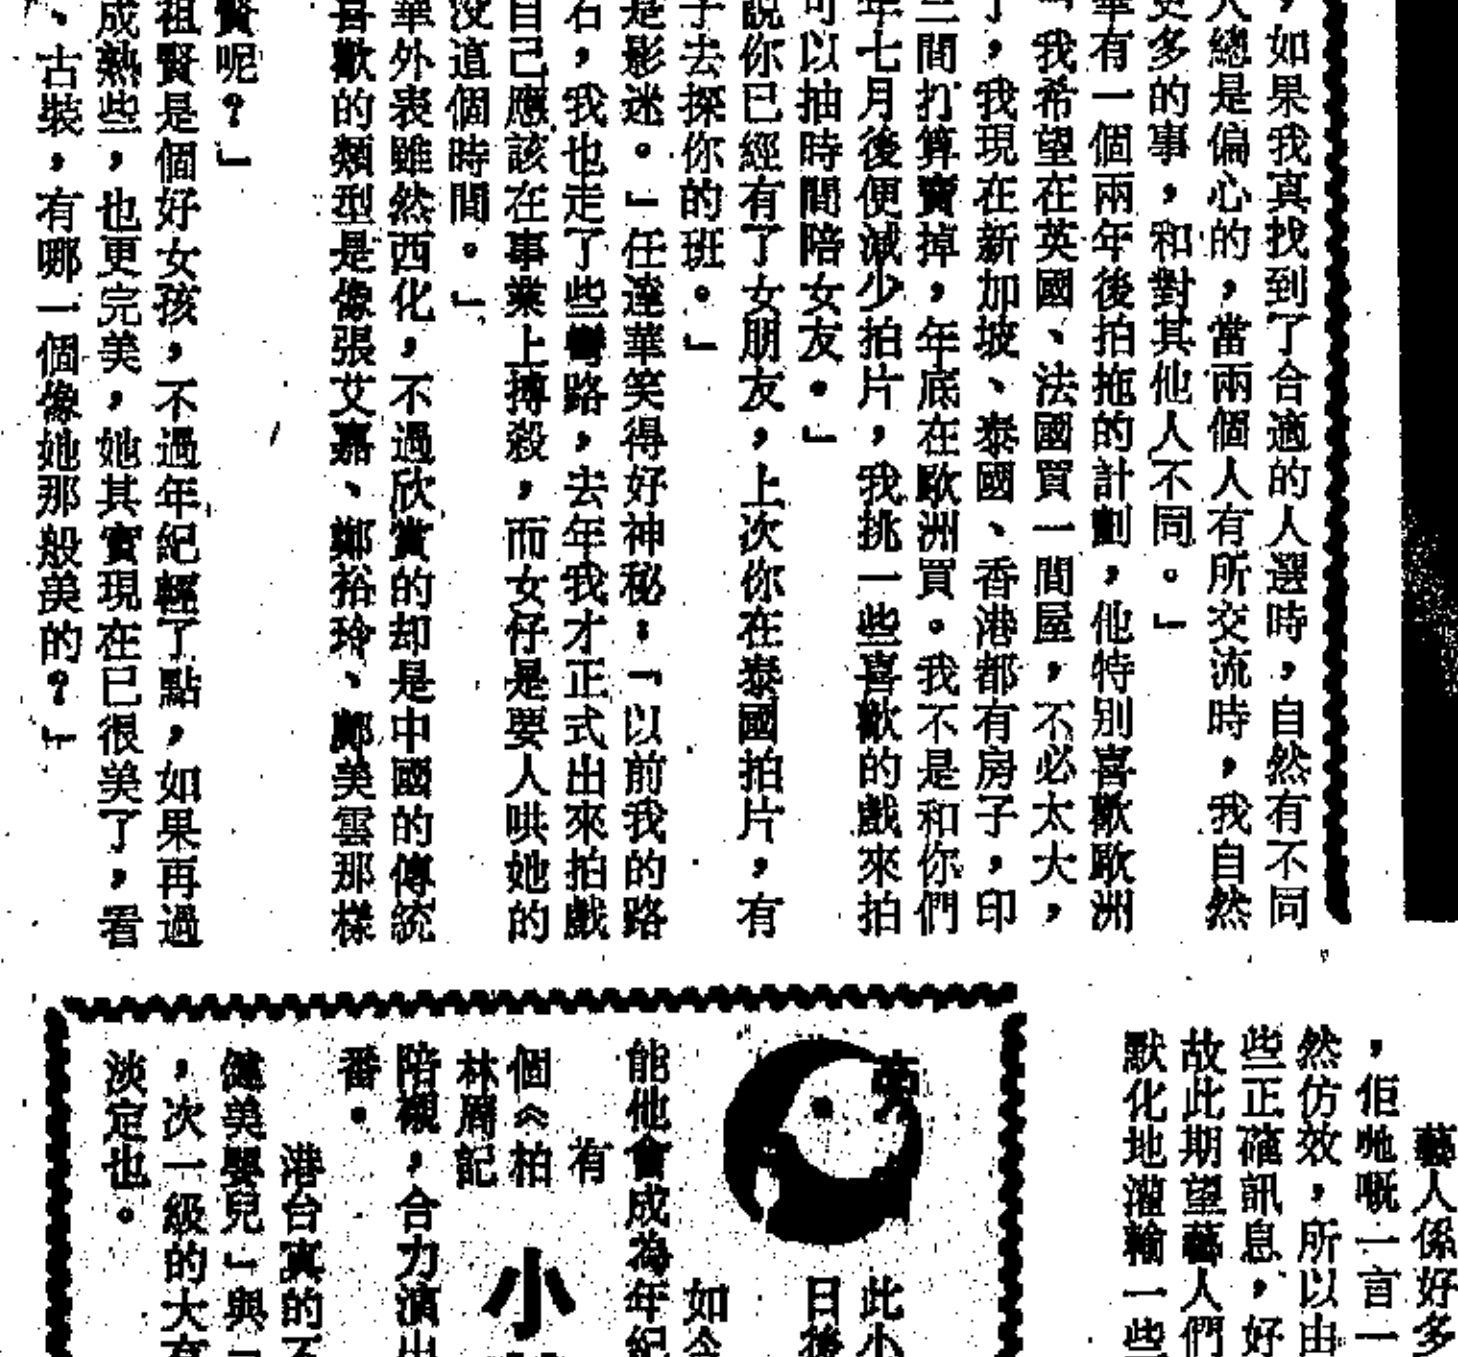 ，如果我真找到了合適的人選時，自然有不同
人總是偏心的，當兩個人有所交流時，我自然
更多的事，和對其他人不同。」
華有一個兩年後拍拖的計劃，他特別喜歡歐洲
「我希望在英國、法國買一間屋，不必太大，
了，我現在新加坡、泰國、香港都有房子，印
三間打算賣掉，年底在歐洲買。我不是和你們
年七月後便減少拍片，我挑一些喜歡的戲來拍
可以抽時間陪女友。」
說你已經有了女朋友，上次你在泰國拍片，有
子去探你的班。」
是影迷。」任達華笑得好神秘：「以前我的路
右，我也走了些彎路，去年我才正式出來拍戲
自己應該在事業上搏殺，而女仔是要人哄她的
沒道個時間。」
華外表雖然西化，不過欣賞的却是中國的傳統
喜歡的類型是像張艾嘉、鄭裕玲、鄭美雲那樣
賢呢？」
祖賢是個好女孩，不過年紀輕了點，如果再過
成熟些，也更完美，她其實現在已很美了，看
、古裝，有哪一個像她那般美的？」
藝人係好多
，佢哋嘅一言一
然仿效，所以由
些正確訊息，好
故此期望藝人們
默化地灌輸一些
此小
日後
如今
能他會成為年紀
有
個《柏
林周記
小
陪襯，合力演出
番。
港台真的不
健美嬰兒」與
，次一級的大有
淡定也。